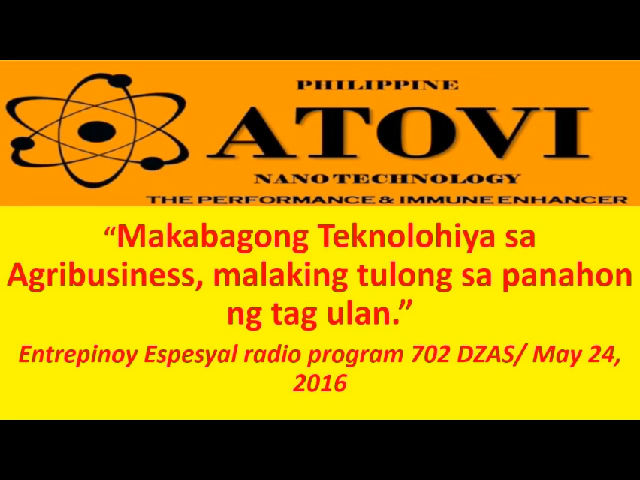 PHILIPPINE
ATOVI
NANO TECHNOLOGY
THE PERFORMANCE & IMMUNE ENHANCER
“Makabagong Teknolohiya sa
Agribusiness, malaking tulong sa panahon
ng tag ulan.”
Entrepinoy Espesyal radio program 702 DZAS/ May 24,
2016